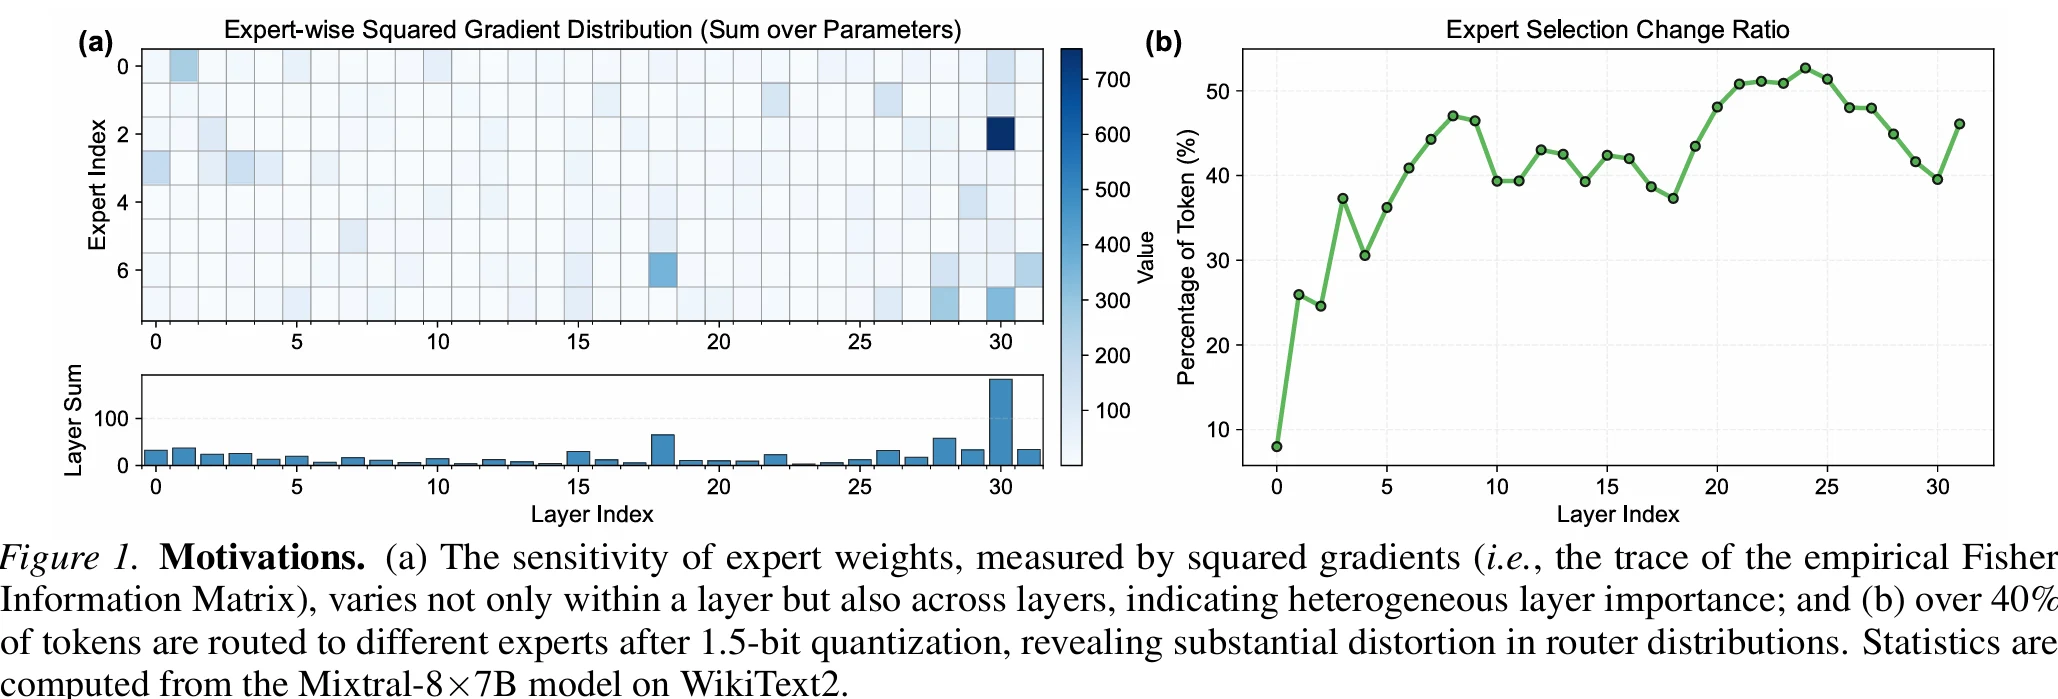 (a)
Expert-wise Squared Gradient Distribution (Sum over Parameters)
Expert Index
0
2
4
6
0 5 10 15 20 25 30
700
600
500
400
300
200
100
Value
Layer Sum
100
0
0 5 10 15 20 25 30
Layer Index
(b)
Expert Selection Change Ratio
Percentage of Token (%)
50
40
30
20
10
0 5 10 15 20 25 30
Layer Index
Figure 1. Motivations. (a) The sensitivity of expert weights, measured by squared gradients (i.e., the trace of the empirical Fisher
Information Matrix), varies not only within a layer but also across layers, indicating heterogeneous layer importance; and (b) over 40%
of tokens are routed to different experts after 1.5-bit quantization, revealing substantial distortion in router distributions. Statistics are
computed from the Mixtral-8×7B model on WikiText2.